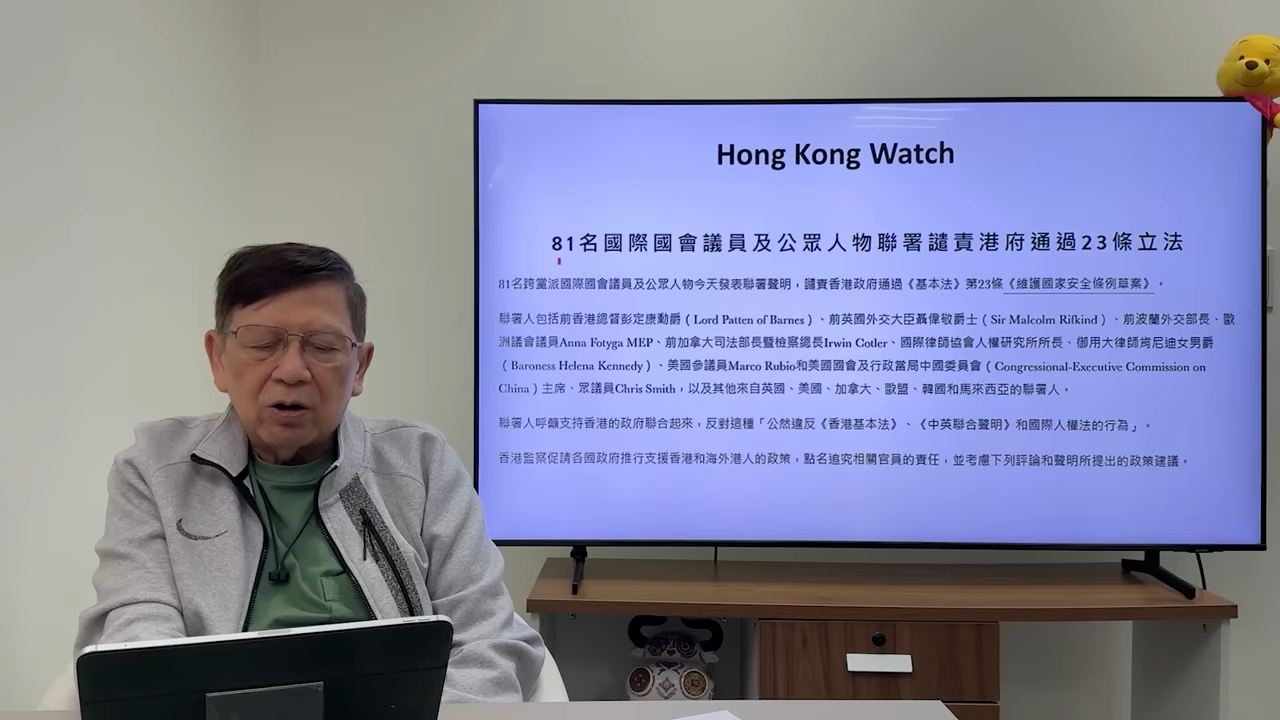 Hong Kong Watch
81名國際國會議員及公眾人物聯署譴責港府通過23條立法
81名跨黨派國際國會議員及公眾人物今天發表聯署聲明，譴責香港政府通過《基本法》第23條《維護國家安全條例草案》。
聯署人包括前香港總督彭定康勳爵（Lord Patten of Barnes）、前英國外交大臣聶偉敬爵士（Sir Malcolm Rifkind）、前波蘭外交部長、歐
洲議會議員Anna Fotyga MEP、前加拿大司法部長暨檢察總長Irwin Cotler、國際律師協會人權研究所所長、御用大律師肯尼迪女男爵
（Baroness Helena Kennedy）、美國參議員Marco Rubio和美國國會及行政當局中國委員會（Congressional-Executive Commission on
China）主席、眾議員Chris Smith，以及其他來自英國、美國、加拿大、歐盟、韓國和馬來西亞的聯署人。
聯署人呼籲支持香港的政府聯合起來，反對這種「公然違反《香港基本法》、《中英聯合聲明》和國際人權法的行為」。
香港監察促請各國政府推行支援香港和海外港人的政策，點名追究相關官員的責任，並考慮下列評論和聲明所提出的政策建議。